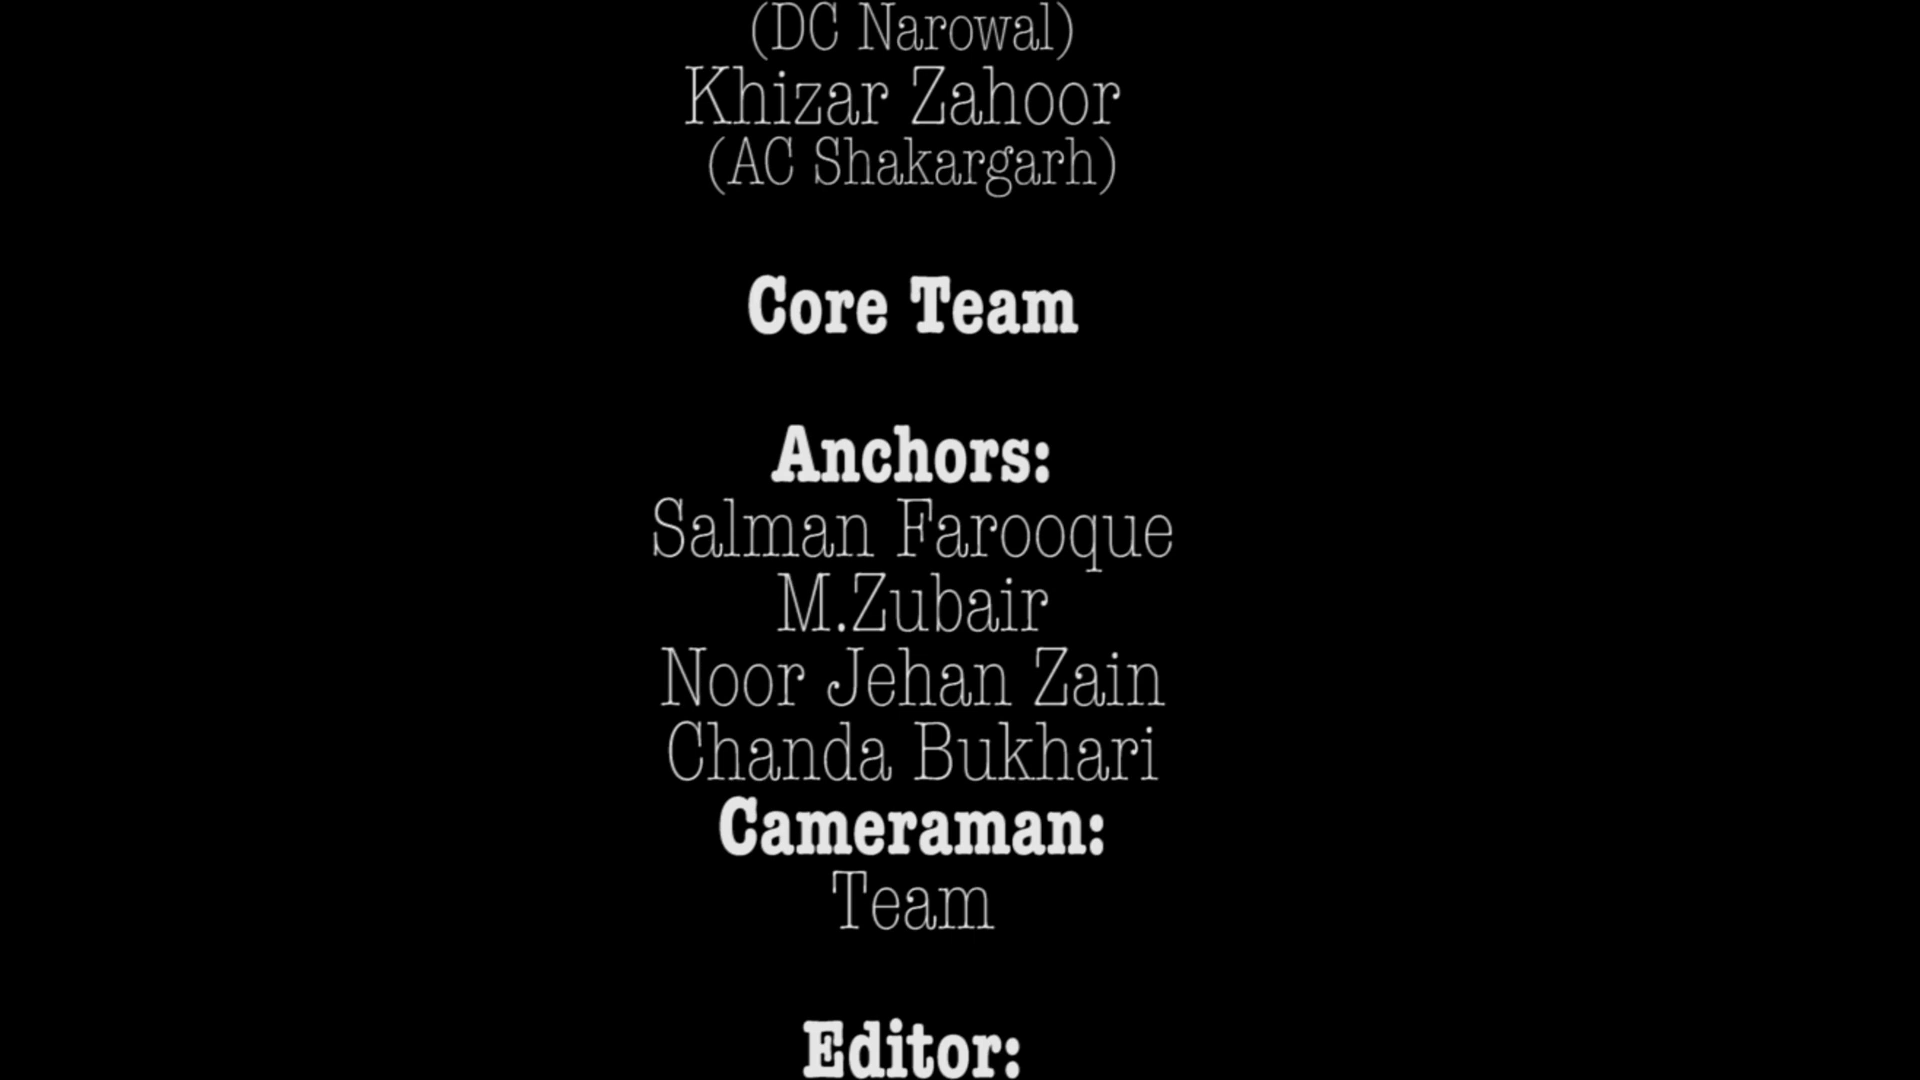 (DC Narowal)
Khizar Zahoor
(AC Shakargarh)
Core Team
Anchors:
Salman Farooque
M.Zubair
Noor Jehan Zain
Chanda Bukhari
Cameraman:
Team
Editor: